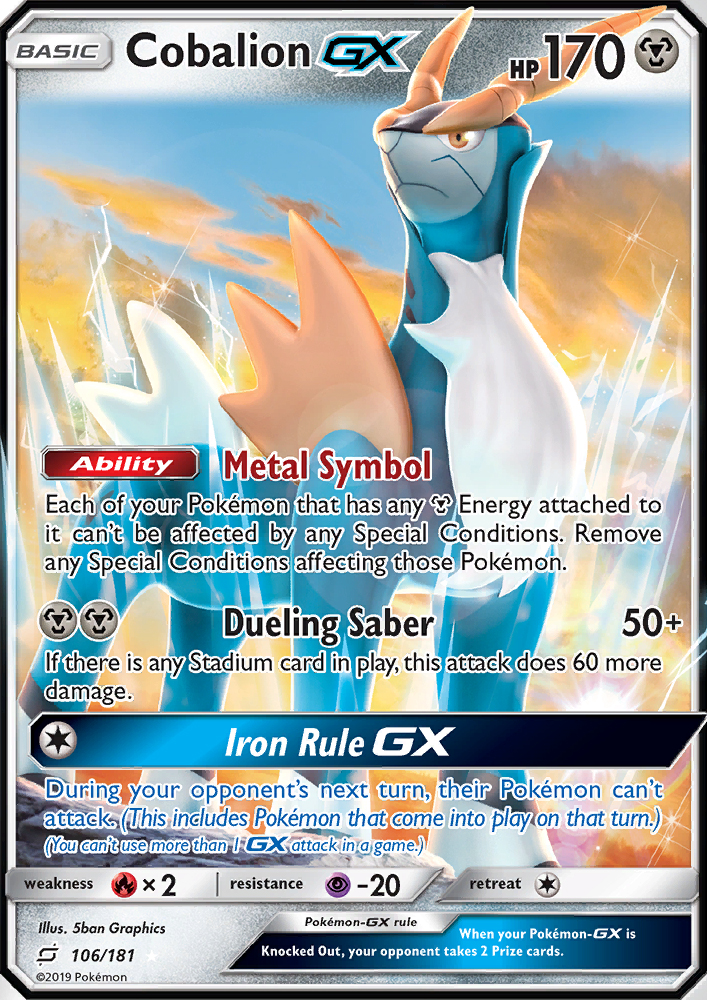 BASIC
Cobalion GX
HP 170
Ability Metal Symbol
Each of your Pokémon that has any Energy attached to
it can't be affected by any Special Conditions. Remove
any Special Conditions affecting those Pokémon.
Dueling Saber 50+
If there is any Stadium card in play, this attack does 60 more
damage.
Iron Rule GX
During your opponent's next turn, their Pokémon can't
attack. (This includes Pokémon that come into play on that turn.)
(You can't use more than 1 GX attack in a game.)
weakness ×2 resistance -20 retreat
Illus. 5ban Graphics
106/181
©2019 Pokémon
Pokémon-GX rule
When your Pokémon-GX is
Knocked Out, your opponent takes 2 Prize cards.